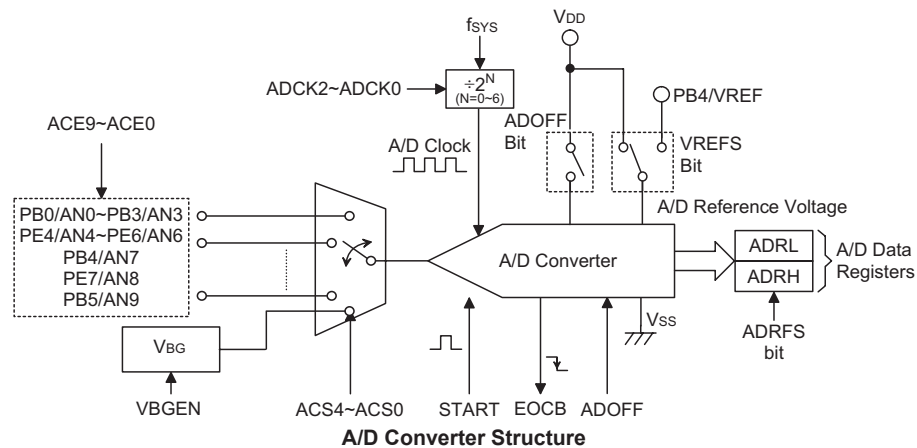 fSYS
VDD
ADCK2~ADCK0
÷2^N
(N=0~6)
PB4/VREF
ACE9~ACE0
A/D Clock
ADOFF
Bit
VREFS
Bit
A/D Reference Voltage
PB0/AN0~PB3/AN3
PE4/AN4~PE6/AN6
PB4/AN7
PE7/AN8
PB5/AN9
A/D Converter
ADRL
ADRH
A/D Data
Registers
VBG
VSS
ADRFS
bit
VBGEN
ACS4~ACS0
START
EOCB
ADOFF
A/D Converter Structure